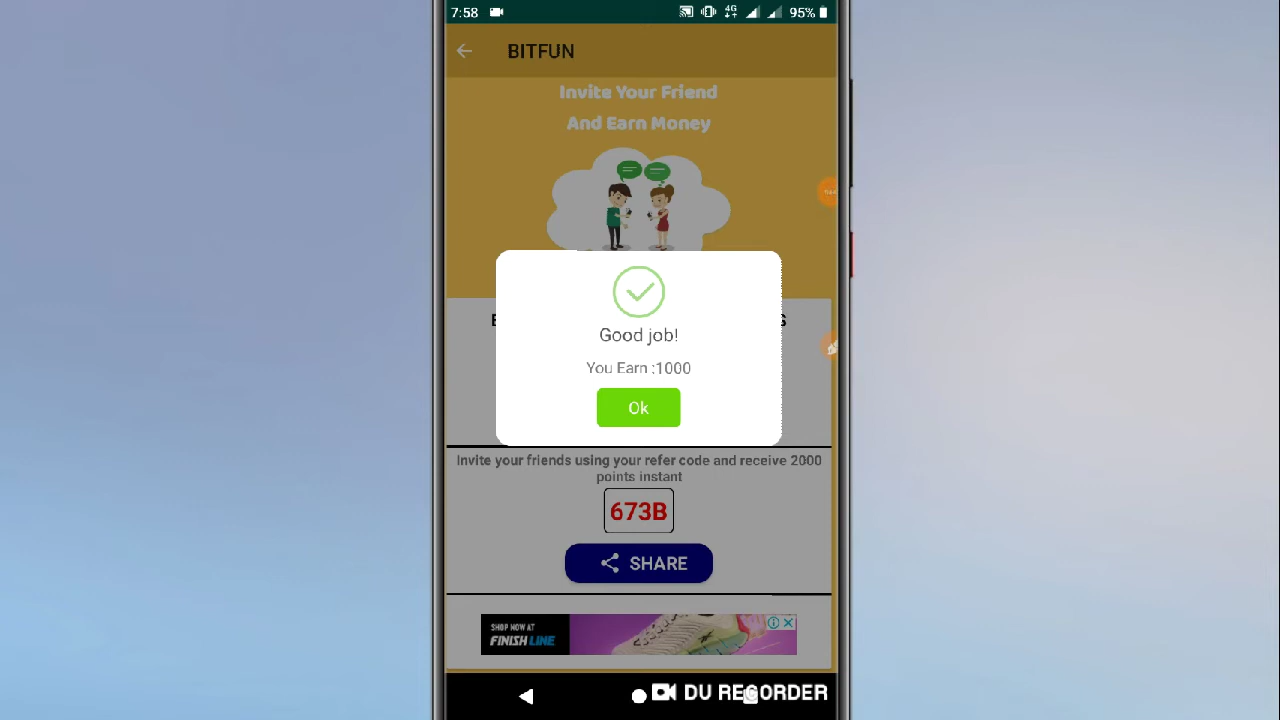 7:58 4G 95%
BITFUN
Invite Your Friend
And Earn Money
Good job!
You Earn :1000
Ok
Invite your friends using your refer code and receive 2000
points instant
673B
SHARE
SHOP NOW AT
FINISH LINE
DU RECORDER